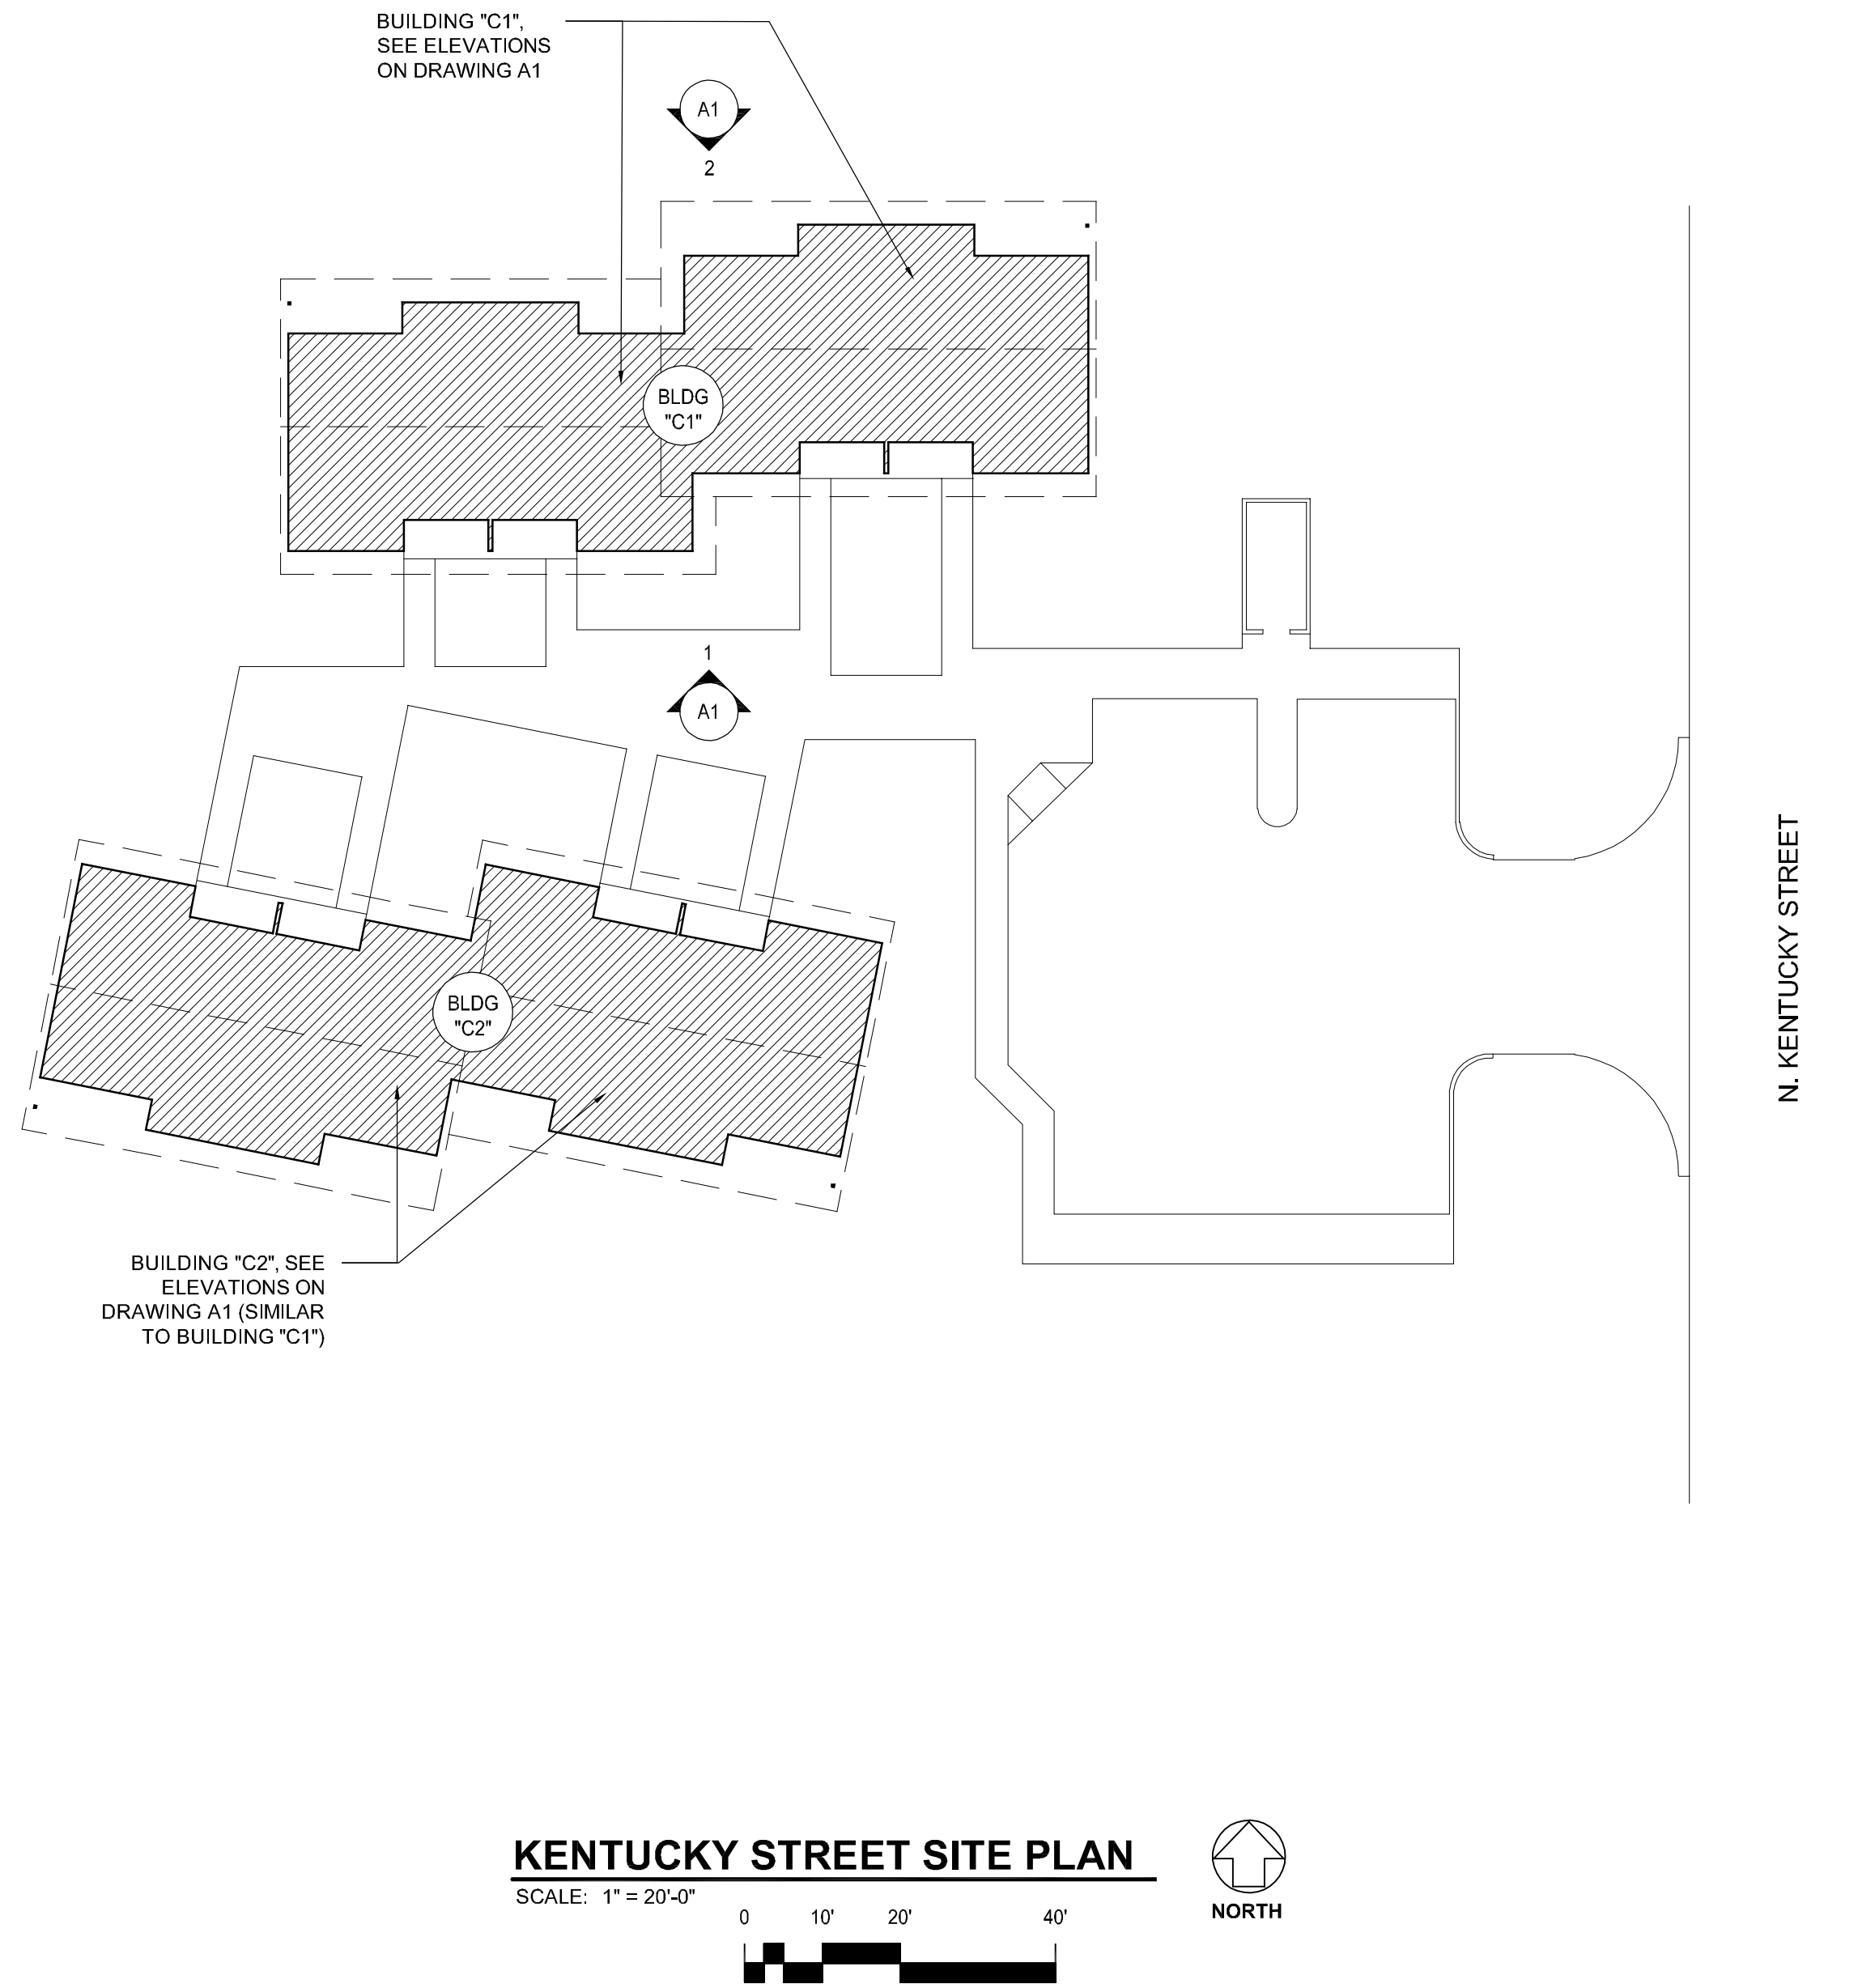 BUILDING "C1",
SEE ELEVATIONS
ON DRAWING A1
A1
2
BLDG
"C1"
1
A1
N. KENTUCKY STREET
BLDG
"C2"
BUILDING "C2", SEE
ELEVATIONS ON
DRAWING A1 (SIMILAR
TO BUILDING "C1")
KENTUCKY STREET SITE PLAN
SCALE: 1" = 20'-0"
NORTH
0 10' 20' 40'